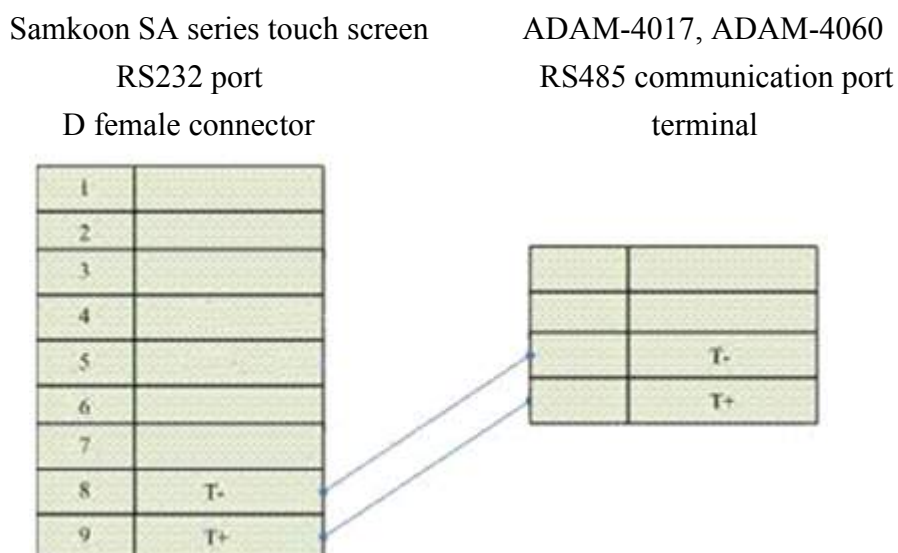 Samkoon SA series touch screen
RS232 port
D female connector
ADAM-4017, ADAM-4060
RS485 communication port
terminal
1
2
3
4
5
6
7
8 T-
9 T+
T-
T+